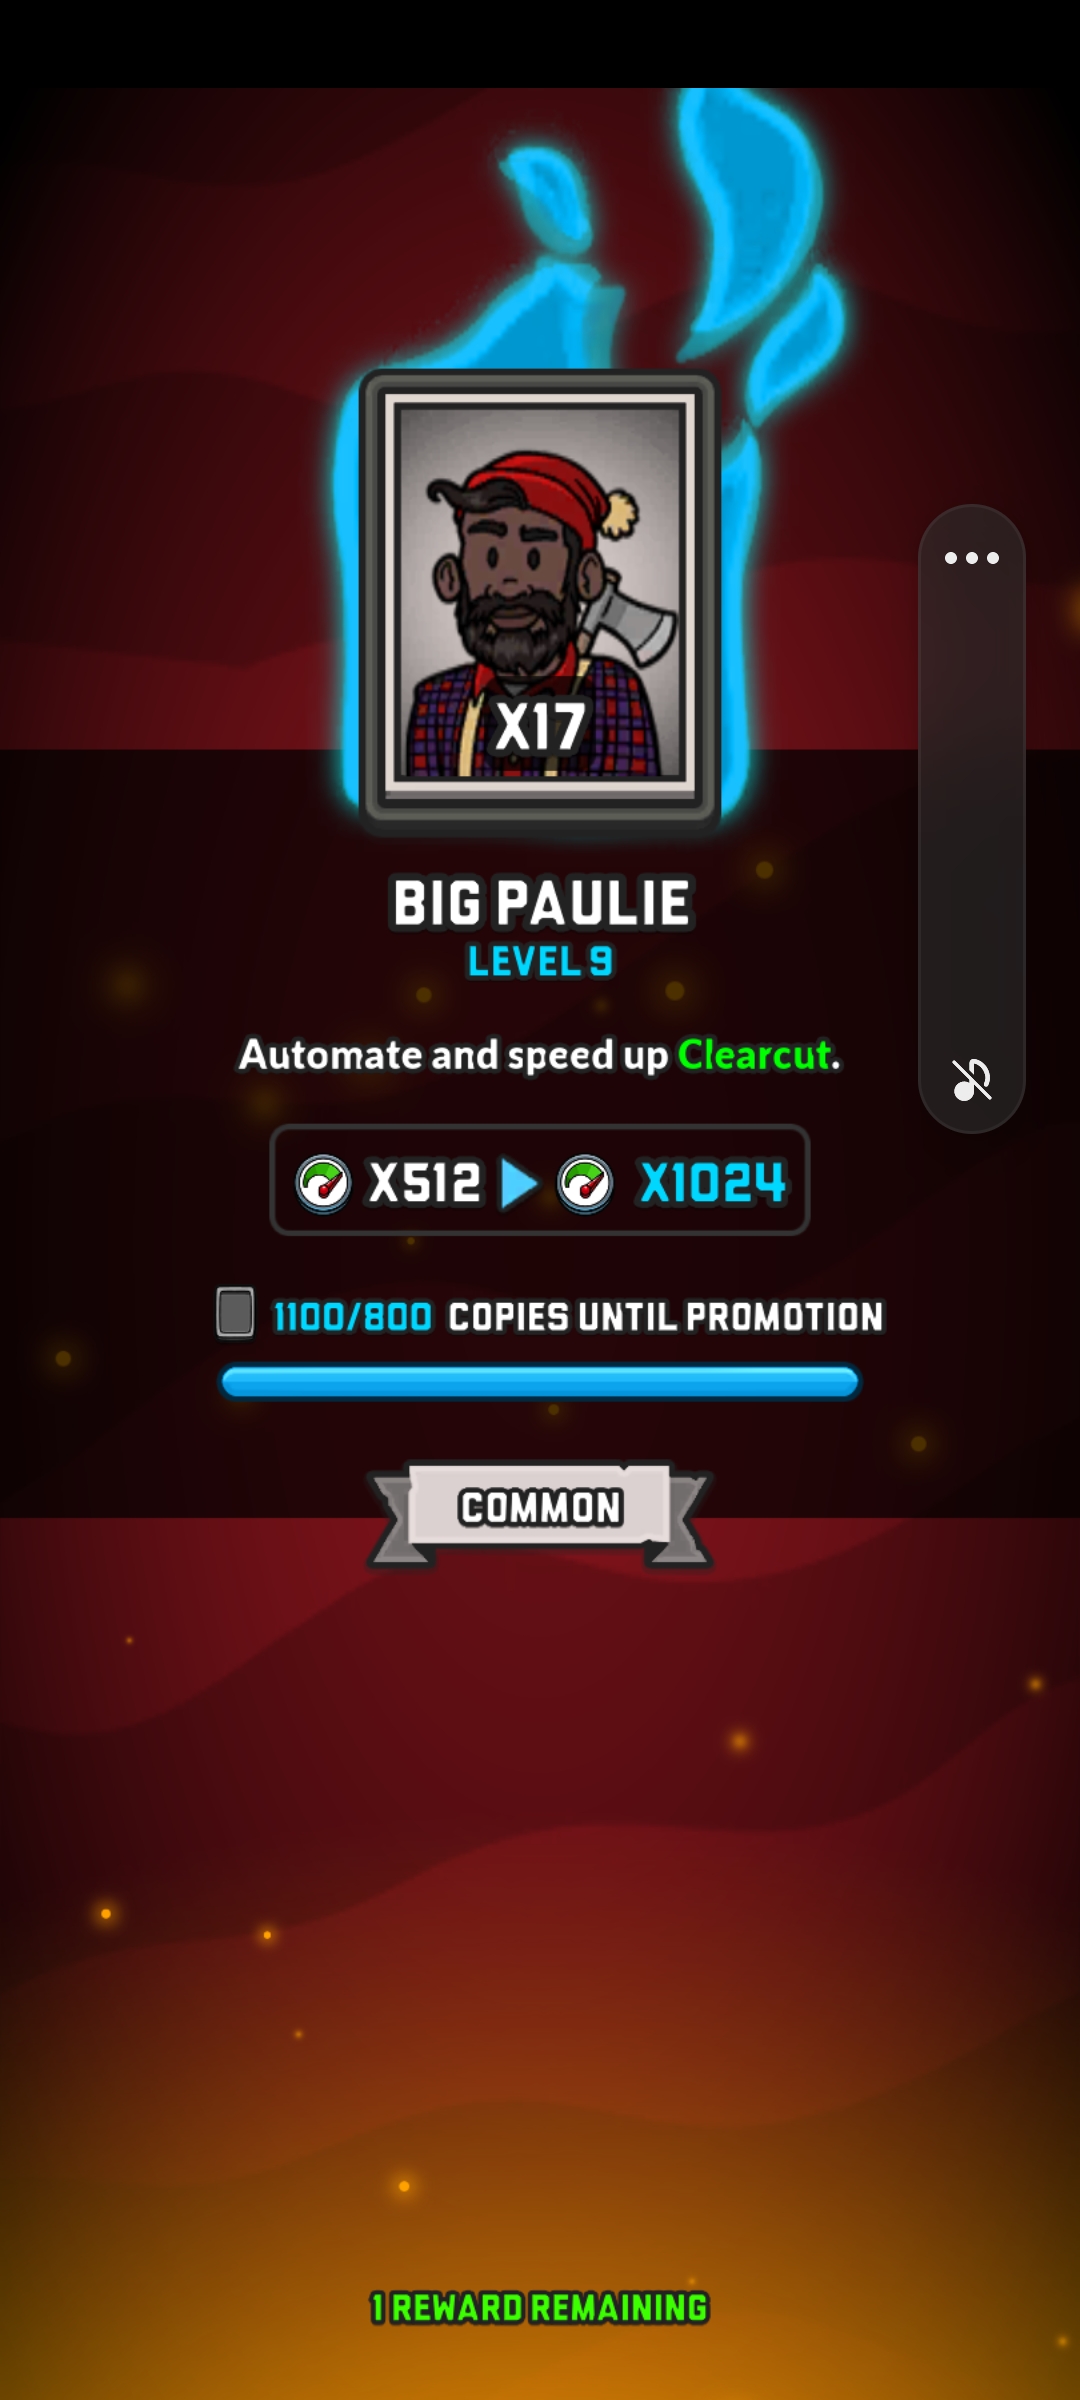 X17
BIG PAULIE
LEVEL 9
Automate and speed up Clearcut.
X512 X1024
1100/800 COPIES UNTIL PROMOTION
COMMON
1 REWARD REMAINING